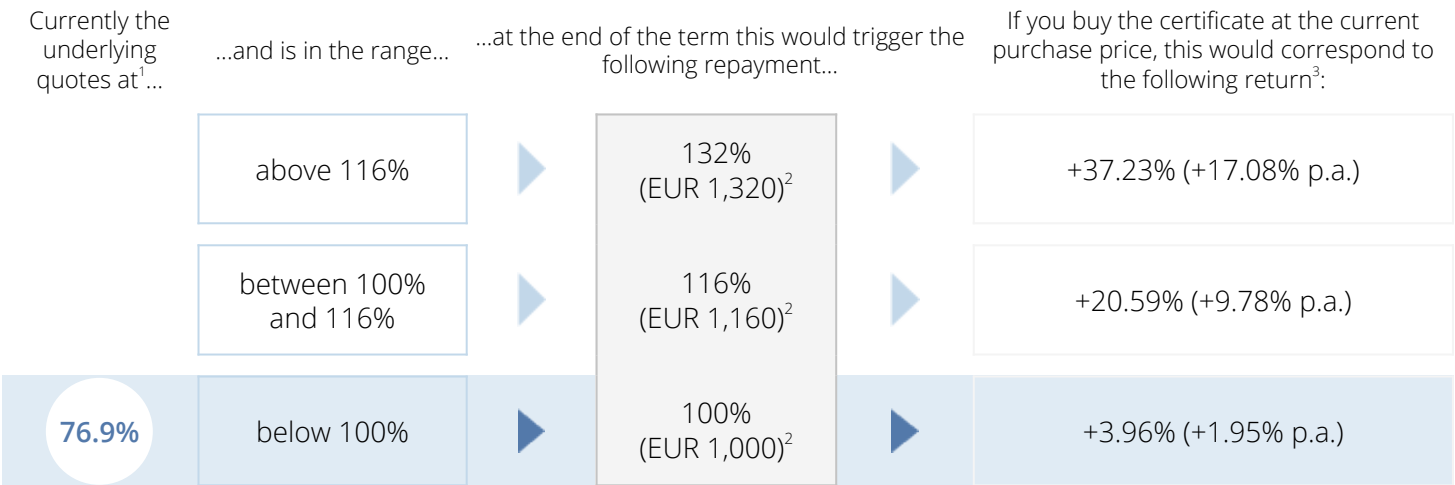 Currently the
underlying
quotes at¹...
...and is in the range...
...at the end of the term this would trigger the
following repayment...
If you buy the certificate at the current
purchase price, this would correspond to
the following return³:
above 116%
132%
(EUR 1,320)²
+37.23% (+17.08% p.a.)
between 100%
and 116%
116%
(EUR 1,160)²
+20.59% (+9.78% p.a.)
76.9%
below 100%
100%
(EUR 1,000)²
+3.96% (+1.95% p.a.)